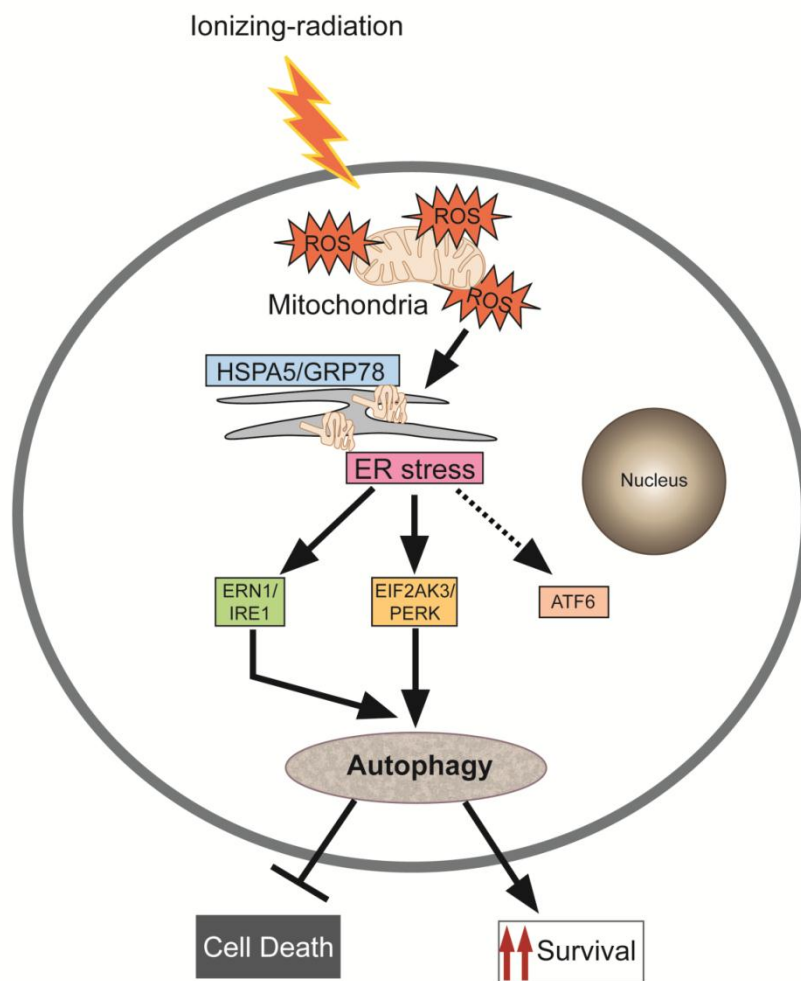 Ionizing-radiation
ROS
ROS
ROS
Mitochondria
HSPA5/GRP78
ER stress
Nucleus
ERN1/
IRE1
EIF2AK3/
PERK
ATF6
Autophagy
Cell Death
Survival